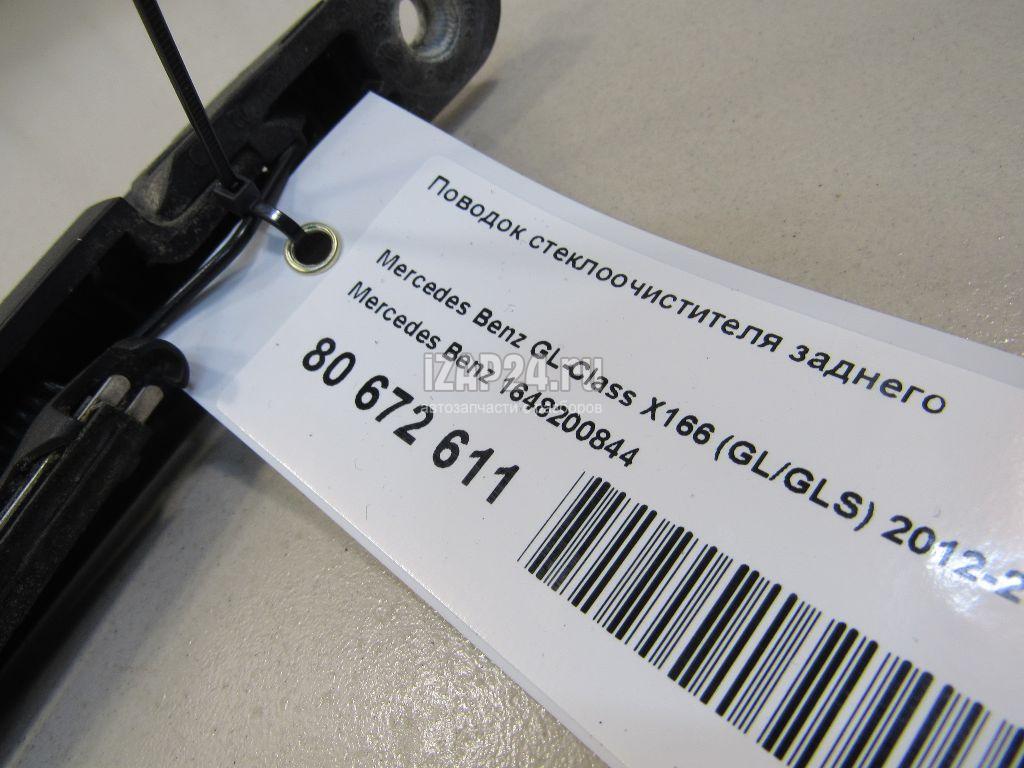 Поводок стеклоочистителя заднего
Mercedes Benz GL-Class X166 (GL/GLS) 2012-2
Mercedes Benz 1648200844
80 672 611
iZAP24.ru
автозапчасти с разборов